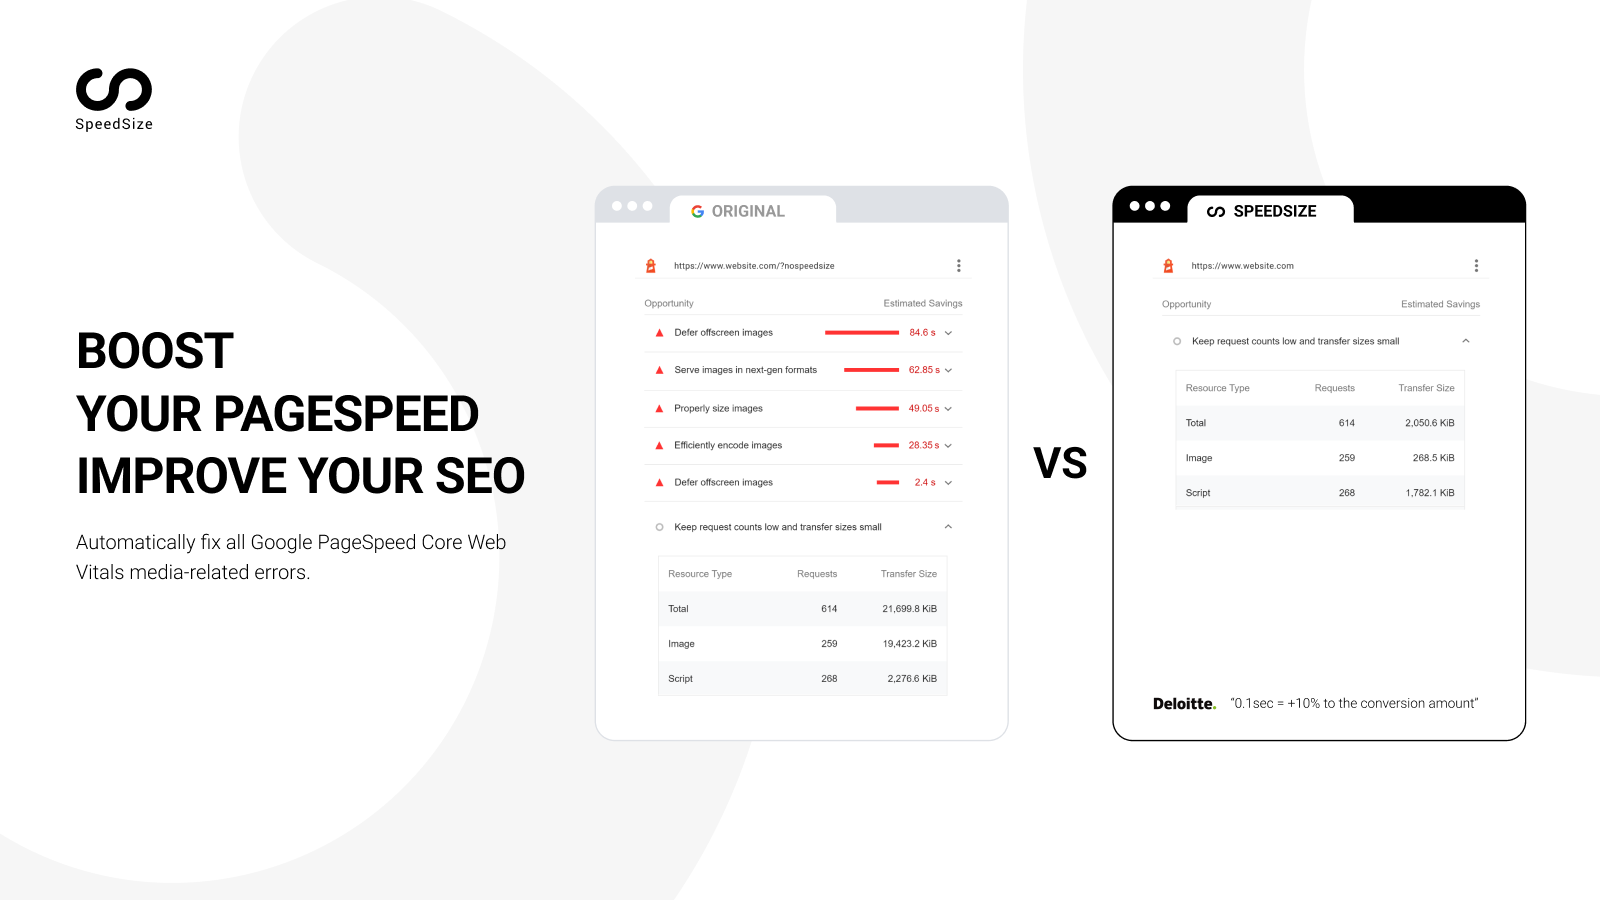 SpeedSize
BOOST
YOUR PAGESPEED
IMPROVE YOUR SEO
Automatically fix all Google PageSpeed Core Web
Vitals media-related errors.
ORIGINAL
https://www.website.com/?nospeedsize
Opportunity Estimated Savings
Defer offscreen images 84.6 s
Serve images in next-gen formats 62.85 s
Properly size images 49.05 s
Efficiently encode images 28.35 s
Defer offscreen images 2.4 s
Keep request counts low and transfer sizes small
Resource Type Requests Transfer Size
Total 614 21,699.8 KiB
Image 259 19,423.2 KiB
Script 268 2,276.6 KiB
VS
SPEEDSIZE
https://www.website.com
Opportunity Estimated Savings
Keep request counts low and transfer sizes small
Resource Type Requests Transfer Size
Total 614 2,050.6 KiB
Image 259 268.5 KiB
Script 268 1,782.1 KiB
Deloitte. “0.1sec = +10% to the conversion amount”